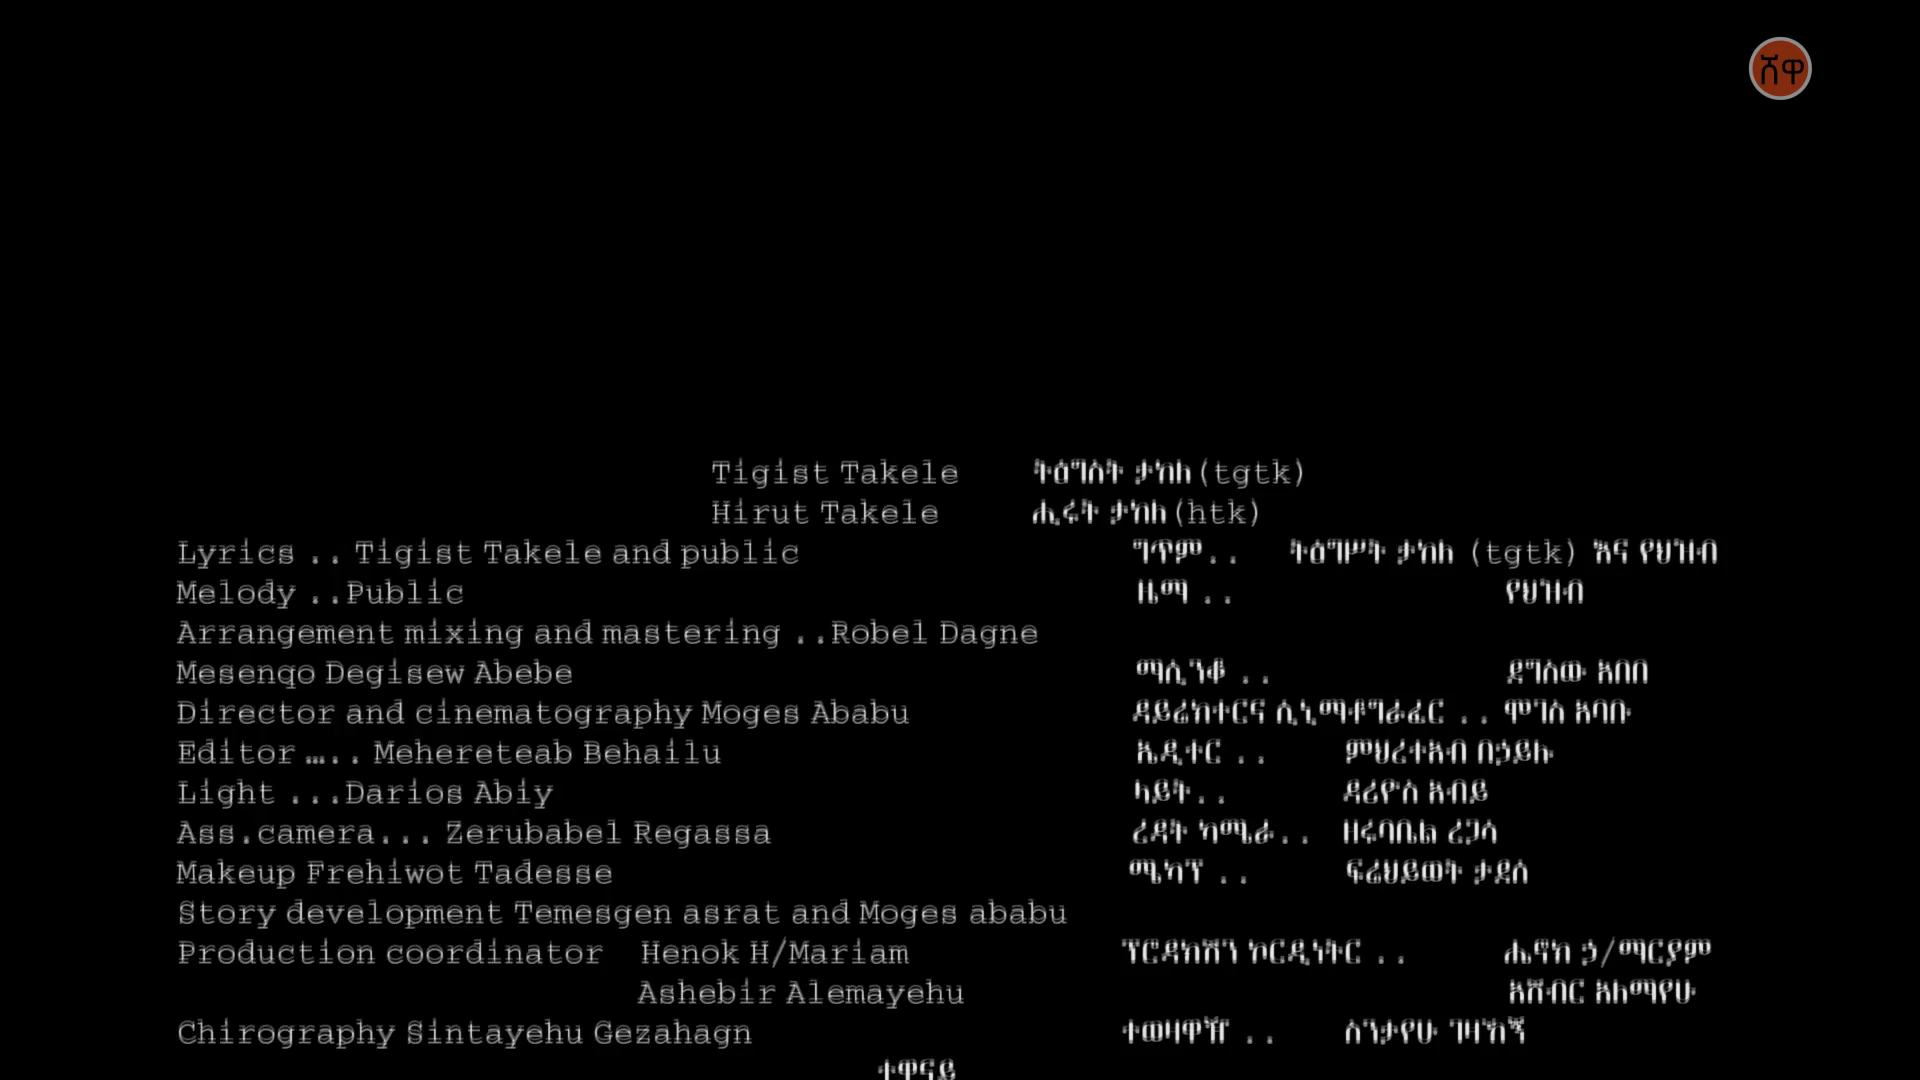 ሸዋ
Tigist Takele ትዕግስት ታከለ(tgtk)
Hirut Takele ሒሩት ታከለ(htk)
Lyrics .. Tigist Takele and public ግጥም.. ትዕግሥት ታከለ (tgtk) እና የህዝብ
Melody ..Public ዜማ .. የህዝብ
Arrangement mixing and mastering ..Robel Dagne
Mesenqo Degisew Abebe ማሲንቆ .. ደግሰው አበበ
Director and cinematography Moges Ababu ዳይሬክተርና ሲኒማቶግራፈር .. ሞገስ አባቡ
Editor ….. Mehereteab Behailu ኤዲተር .. ምህረተአብ በኃይሉ
Light ...Darios Abiy ላይት.. ዳሪዮስ አብይ
Ass.camera... Zerubabel Regassa ረዳት ካሜራ.. ዘሩባቤል ረጋሳ
Makeup Frehiwot Tadesse ሜካፕ .. ፍሬህይወት ታደሰ
Story development Temesgen asrat and Moges ababu
Production coordinator Henok H/Mariam ፕሮዳክሽን ኮርዲነትር .. ሔኖክ ኃ/ማርያም
Ashebir Alemayehu አሸብር አለማየሁ
Chirography Sintayehu Gezahagn ተወዛዋዥ .. ስንታየሁ ገዛኸኝ
ተዋናይ